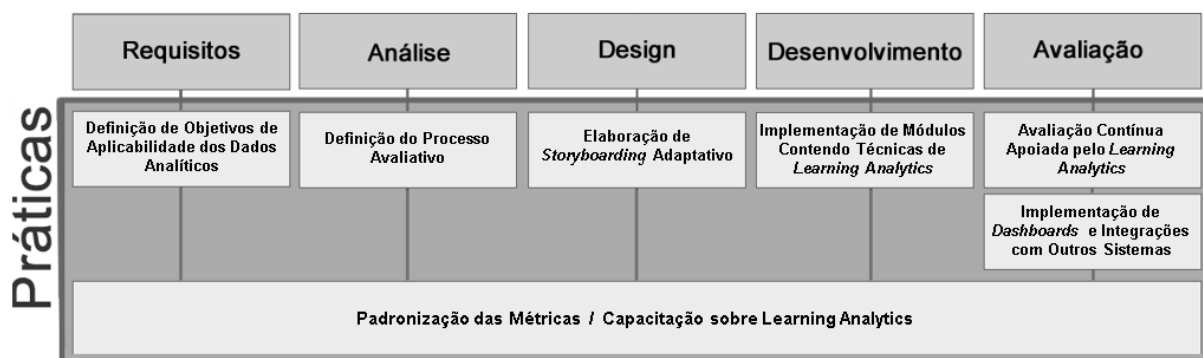 Requisitos
Análise
Design
Desenvolvimento
Avaliação
Práticas
Definição de Objetivos de
Aplicabilidade dos Dados
Analíticos
Definição do Processo
Avaliativo
Elaboração de
Storyboarding Adaptativo
Implementação de Módulos
Contendo Técnicas de
Learning Analytics
Avaliação Contínua
Apoiada pelo Learning
Analytics
Implementação de
Dashboards e Integrações
com Outros Sistemas
Padronização das Métricas / Capacitação sobre Learning Analytics